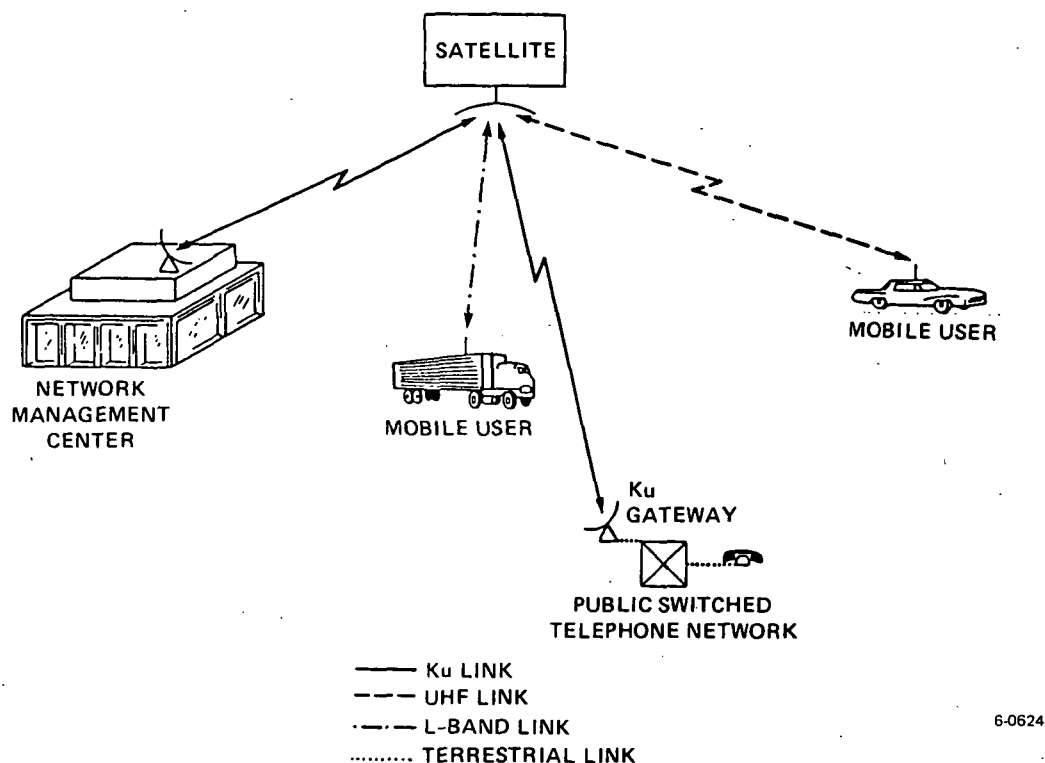 SATELLITE
NETWORK
MANAGEMENT
CENTER
MOBILE USER
MOBILE USER
Ku
GATEWAY
PUBLIC SWITCHED
TELEPHONE NETWORK
Ku LINK
UHF LINK
L-BAND LINK
TERRESTRIAL LINK
6-0624